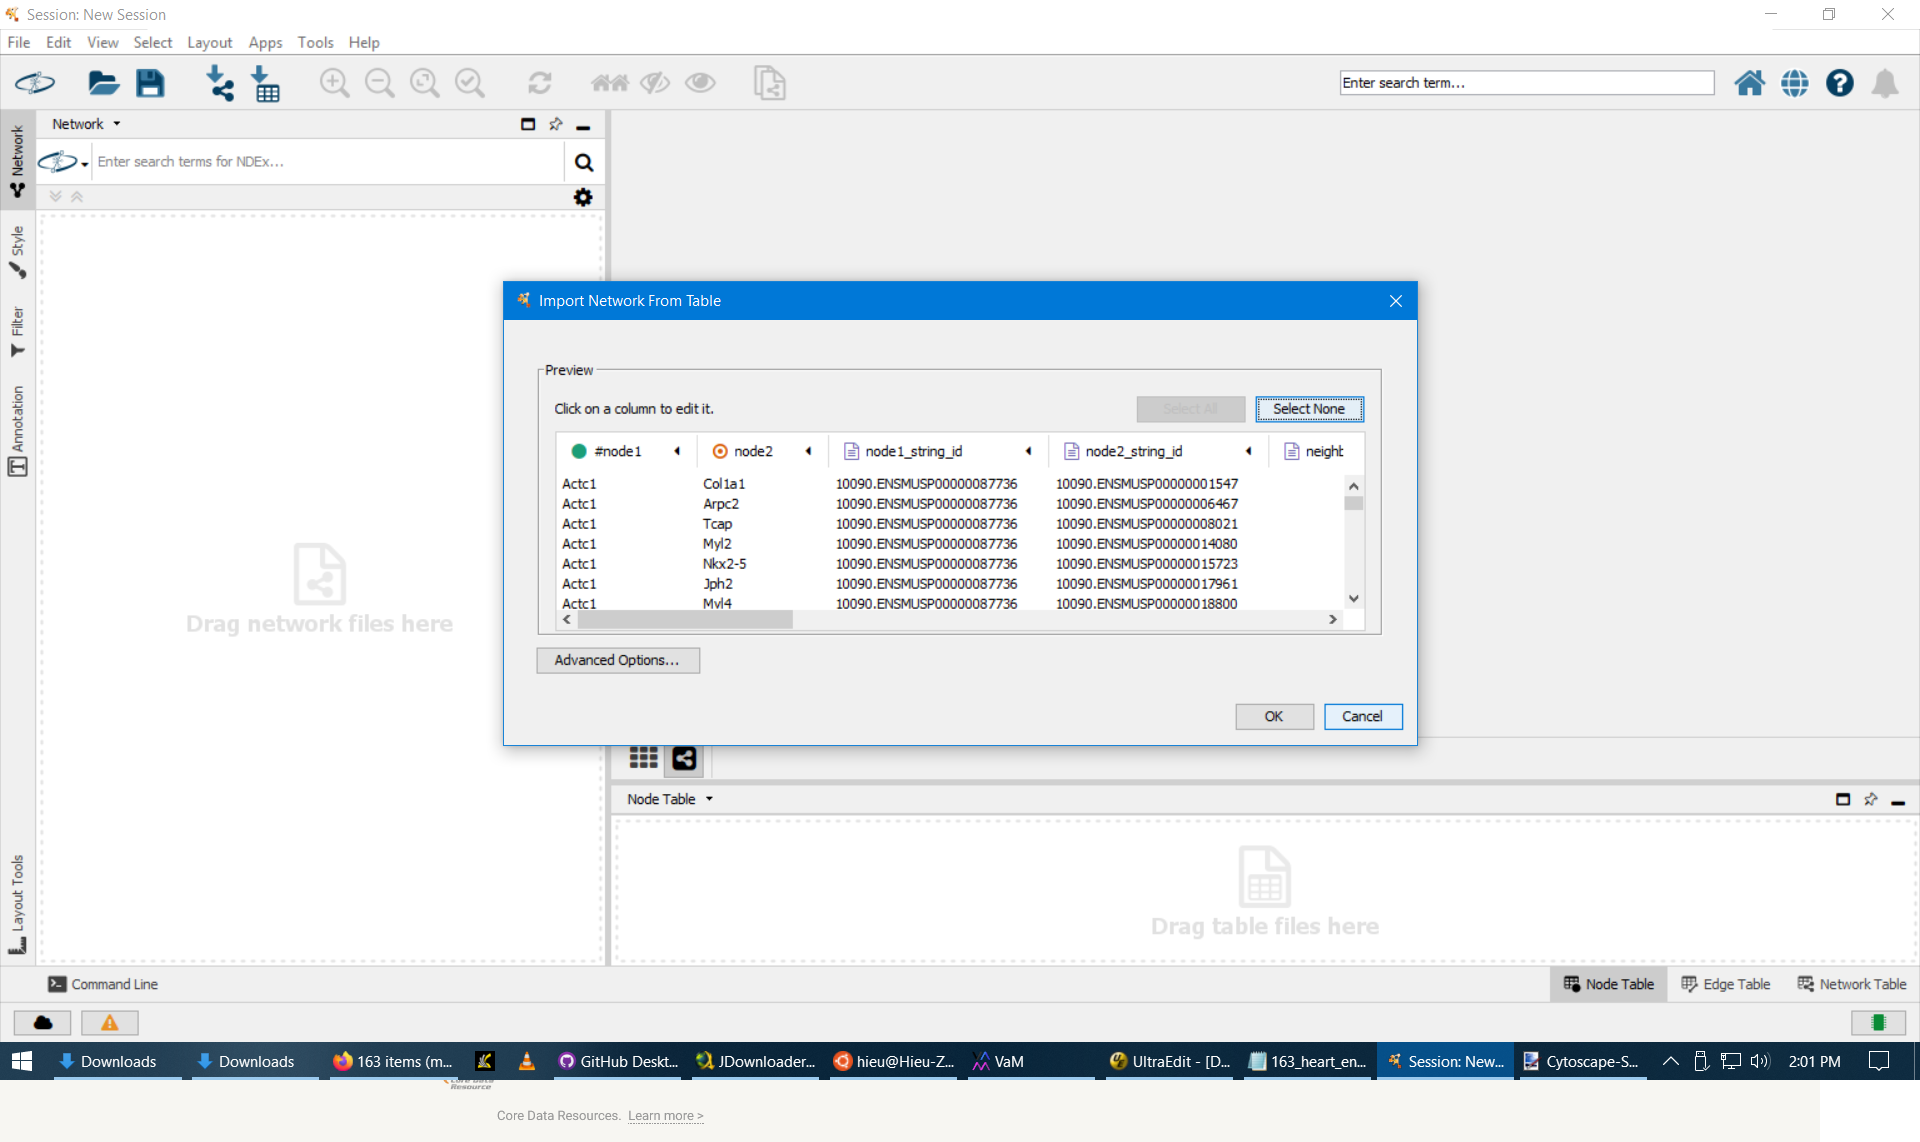 Session: New Session
File Edit View Select Layout Apps Tools Help
Enter search term...
Network
Enter search terms for NDEx...
Network
Style
Filter
Annotation
Layout Tools
Drag network files here
Import Network From Table
Preview
Click on a column to edit it.
Select All Select None
#node1 node2 node1_string_id node2_string_id neighb
Actc1 Col1a1 10090.ENSMUSP00000087736 10090.ENSMUSP00000001547
Actc1 Arpc2 10090.ENSMUSP00000087736 10090.ENSMUSP00000006467
Actc1 Tcap 10090.ENSMUSP00000087736 10090.ENSMUSP00000008021
Actc1 Myl2 10090.ENSMUSP00000087736 10090.ENSMUSP00000014080
Actc1 Nkx2-5 10090.ENSMUSP00000087736 10090.ENSMUSP00000015723
Actc1 Jph2 10090.ENSMUSP00000087736 10090.ENSMUSP00000017961
Actc1 Myl4 10090.ENSMUSP00000087736 10090.ENSMUSP00000018800
Advanced Options...
OK Cancel
Node Table
Drag table files here
Command Line
Node Table Edge Table Network Table
Downloads Downloads 163 items (m... GitHub Deskt... JDownloader... hieu@Hieu-Z... VaM UltraEdit - [D... 163_heart_en... Session: New... Cytoscape-S... 2:01 PM
Resource
Core Data Resources. Learn more >